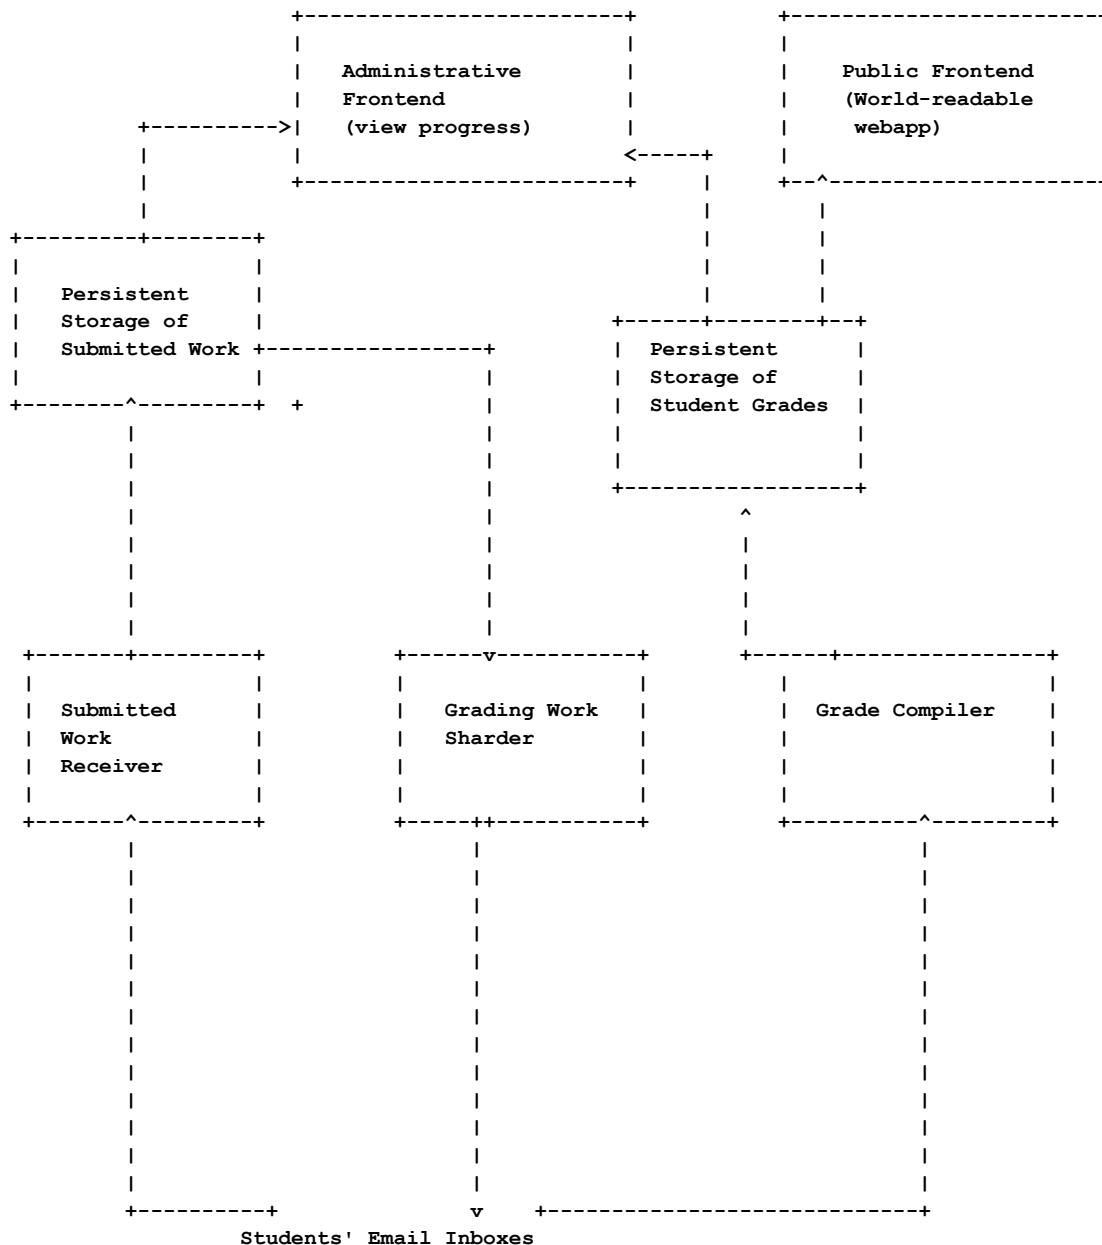 Administrative
Frontend
(view progress)
Public Frontend
(World-readable
webapp)
Persistent
Storage of
Submitted Work
Persistent
Storage of
Student Grades
Submitted
Work
Receiver
Grading Work
Sharder
Grade Compiler
Students' Email Inboxes